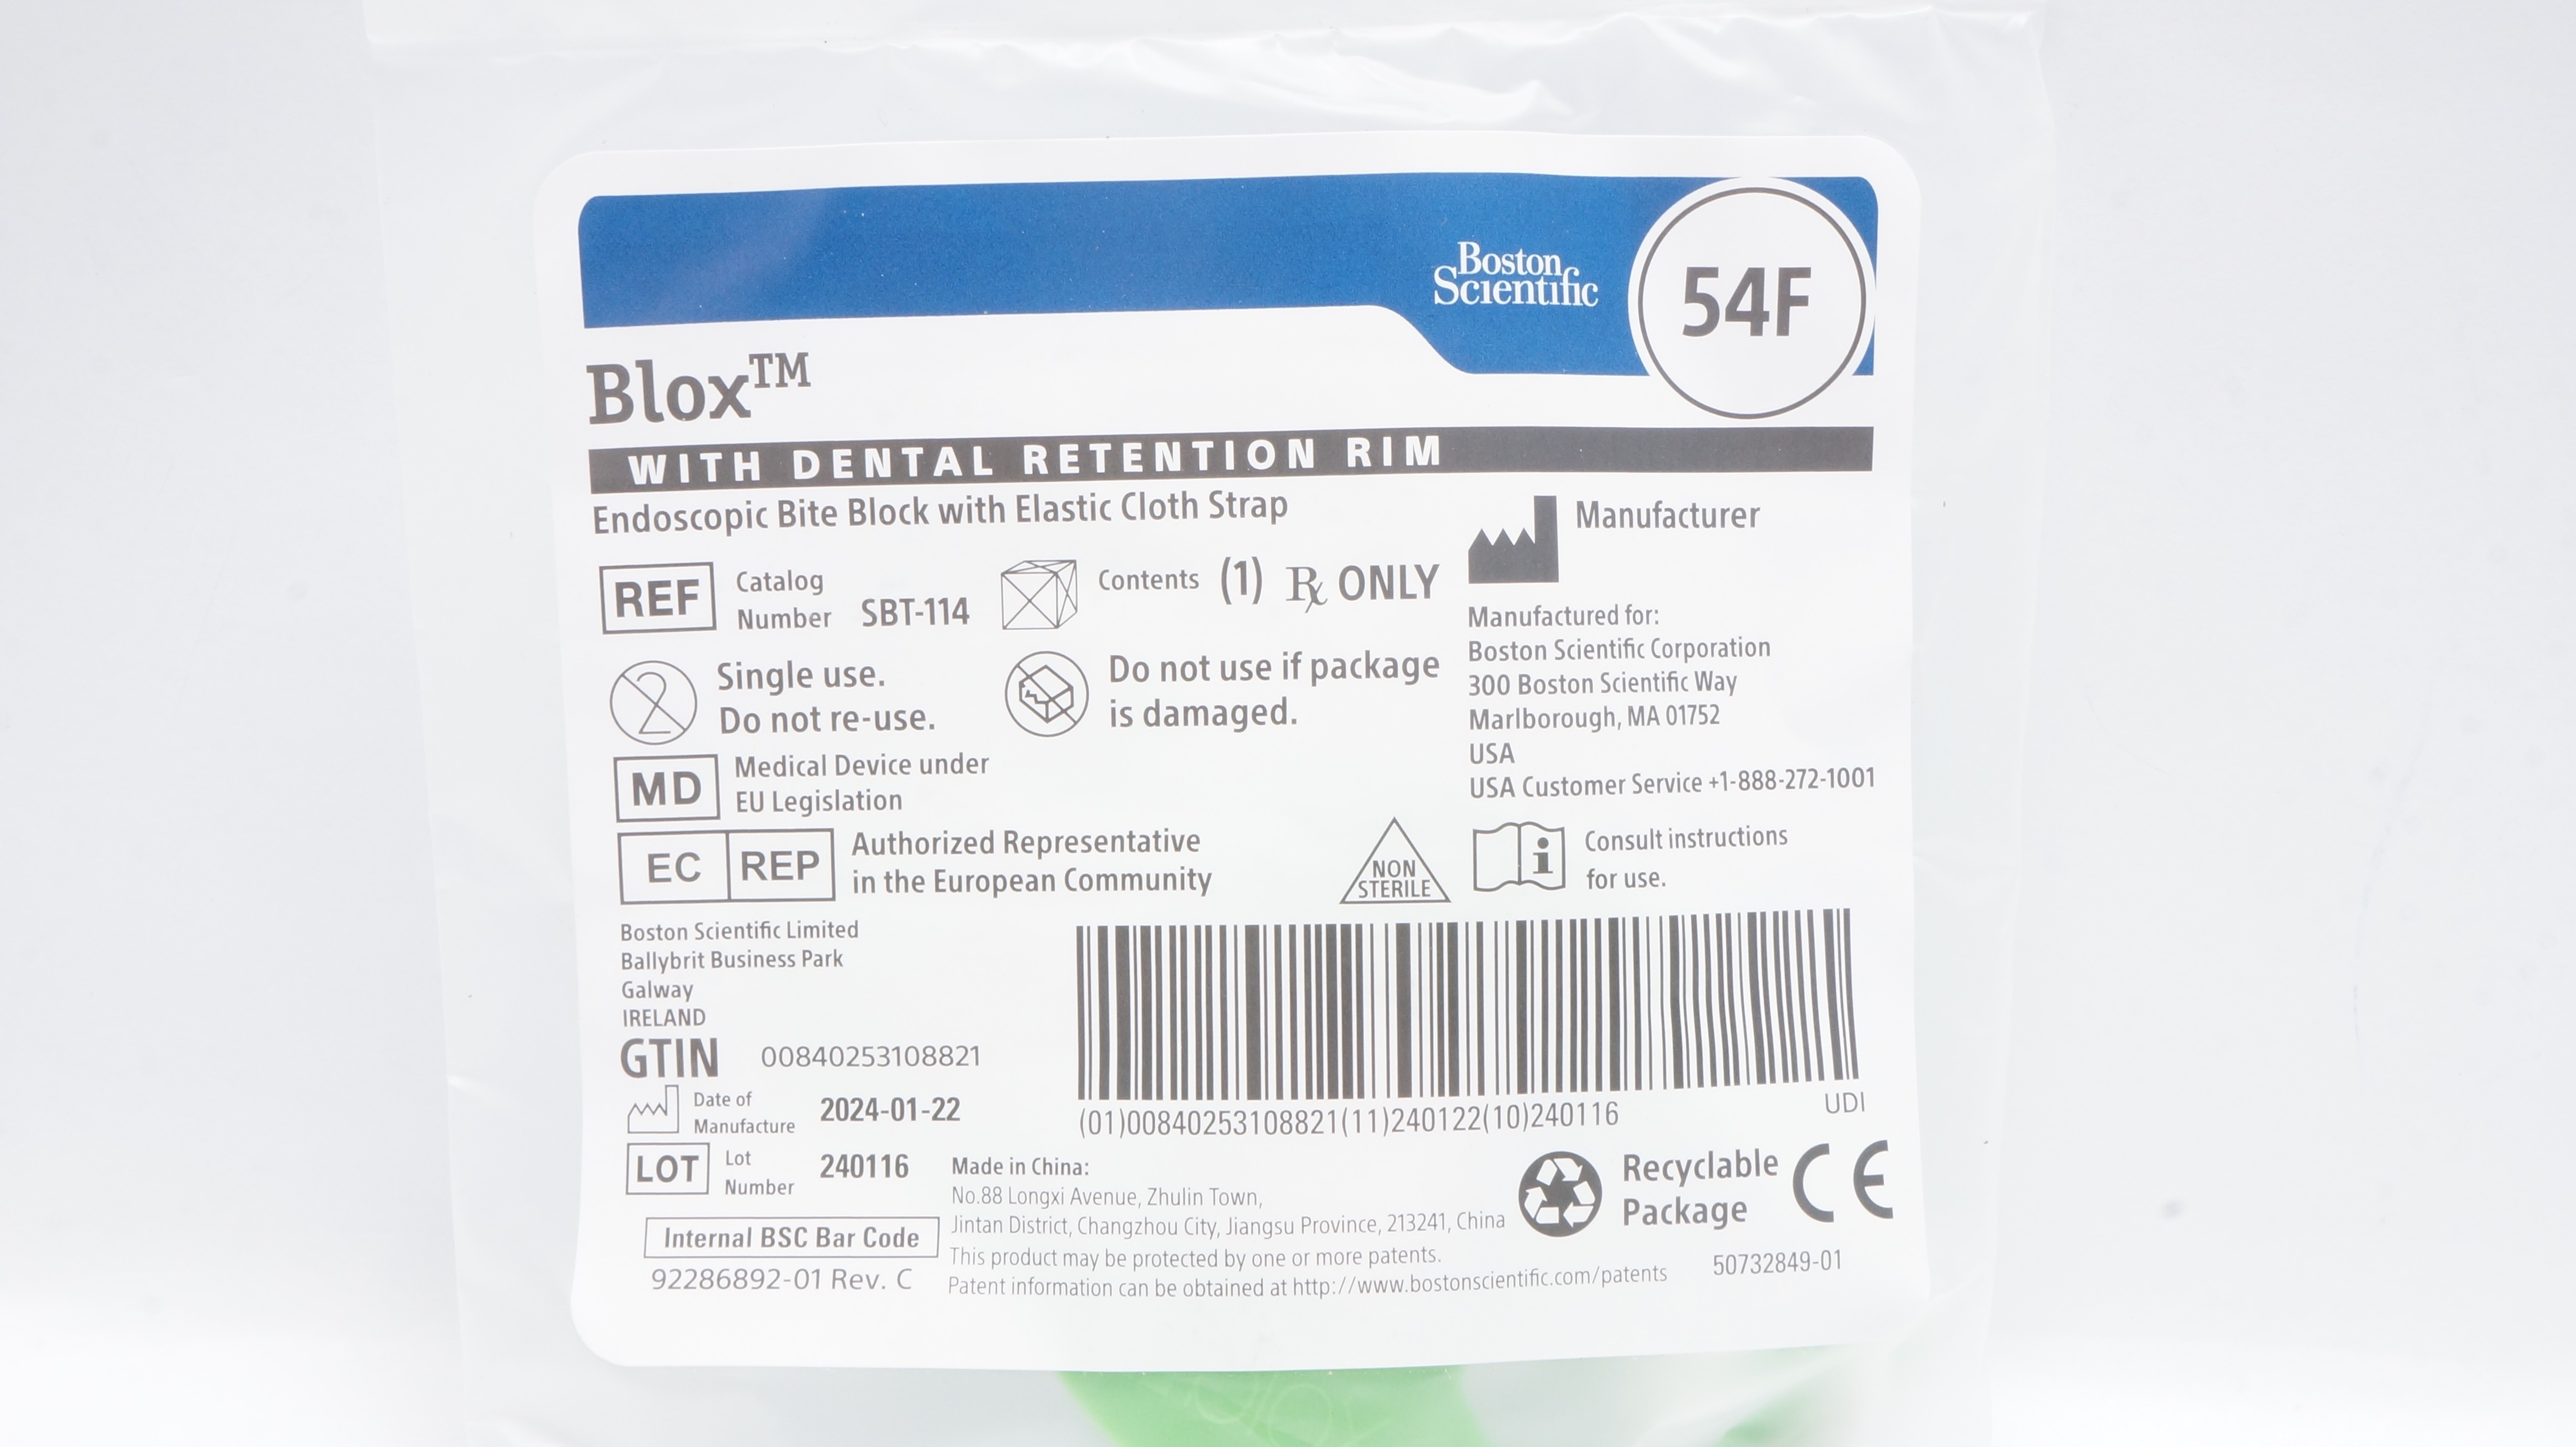 Boston
Scientific
54F
Blox™
WITH DENTAL RETENTION RIM
Endoscopic Bite Block with Elastic Cloth Strap
REF Catalog
Number SBT-114
Contents (1) ℞ ONLY
2 Single use.
Do not re-use.
Do not use if package
is damaged.
MD Medical Device under
EU Legislation
EC REP Authorized Representative
in the European Community
Boston Scientific Limited
Ballybrit Business Park
Galway
IRELAND
Manufacturer
Manufactured for:
Boston Scientific Corporation
300 Boston Scientific Way
Marlborough, MA 01752
USA
USA Customer Service +1-888-272-1001
NON
STERILE
i Consult instructions
for use.
GTIN 00840253108821
Date of
Manufacture 2024-01-22
LOT Lot
Number 240116
(01)00840253108821(11)240122(10)240116
UDI
Made in China:
No.88 Longxi Avenue, Zhulin Town,
Jintan District, Changzhou City, Jiangsu Province, 213241, China
This product may be protected by one or more patents.
Patent information can be obtained at http://www.bostonscientific.com/patents
Recyclable
Package
CE
Internal BSC Bar Code
92286892-01 Rev. C
50732849-01